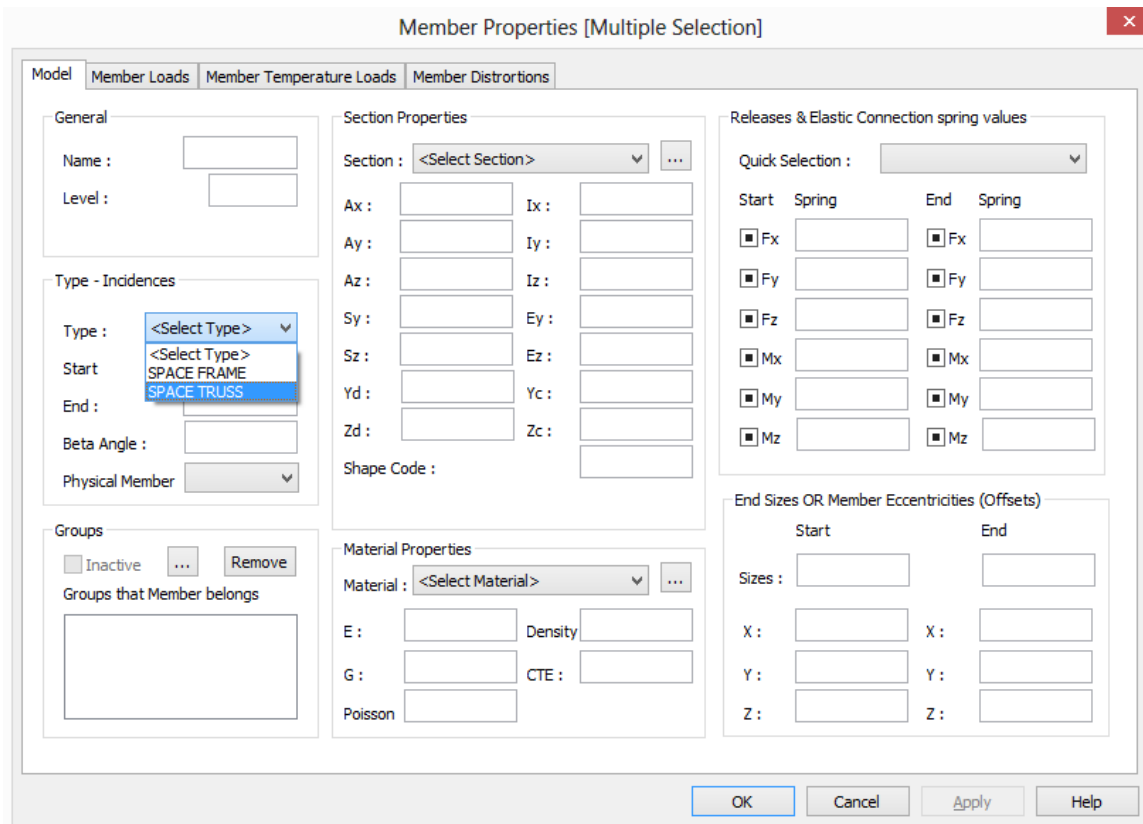 Member Properties [Multiple Selection]
Model Member Loads Member Temperature Loads Member Distrortions
General
Name :
Level :
Type - Incidences
Type : <Select Type>
<Select Type>
SPACE FRAME
SPACE TRUSS
Start
End :
Beta Angle :
Physical Member
Groups
Inactive ... Remove
Groups that Member belongs
Section Properties
Section : <Select Section> ...
Ax : Ix :
Ay : Iy :
Az : Iz :
Sy : Ey :
Sz : Ez :
Yd : Yc :
Zd : Zc :
Shape Code :
Material Properties
Material : <Select Material> ...
E : Density
G : CTE :
Poisson
Releases & Elastic Connection spring values
Quick Selection :
Start Spring End Spring
Fx Fx
Fy Fy
Fz Fz
Mx Mx
My My
Mz Mz
End Sizes OR Member Eccentricities (Offsets)
Start End
Sizes :
X : X :
Y : Y :
Z : Z :
OK Cancel Apply Help